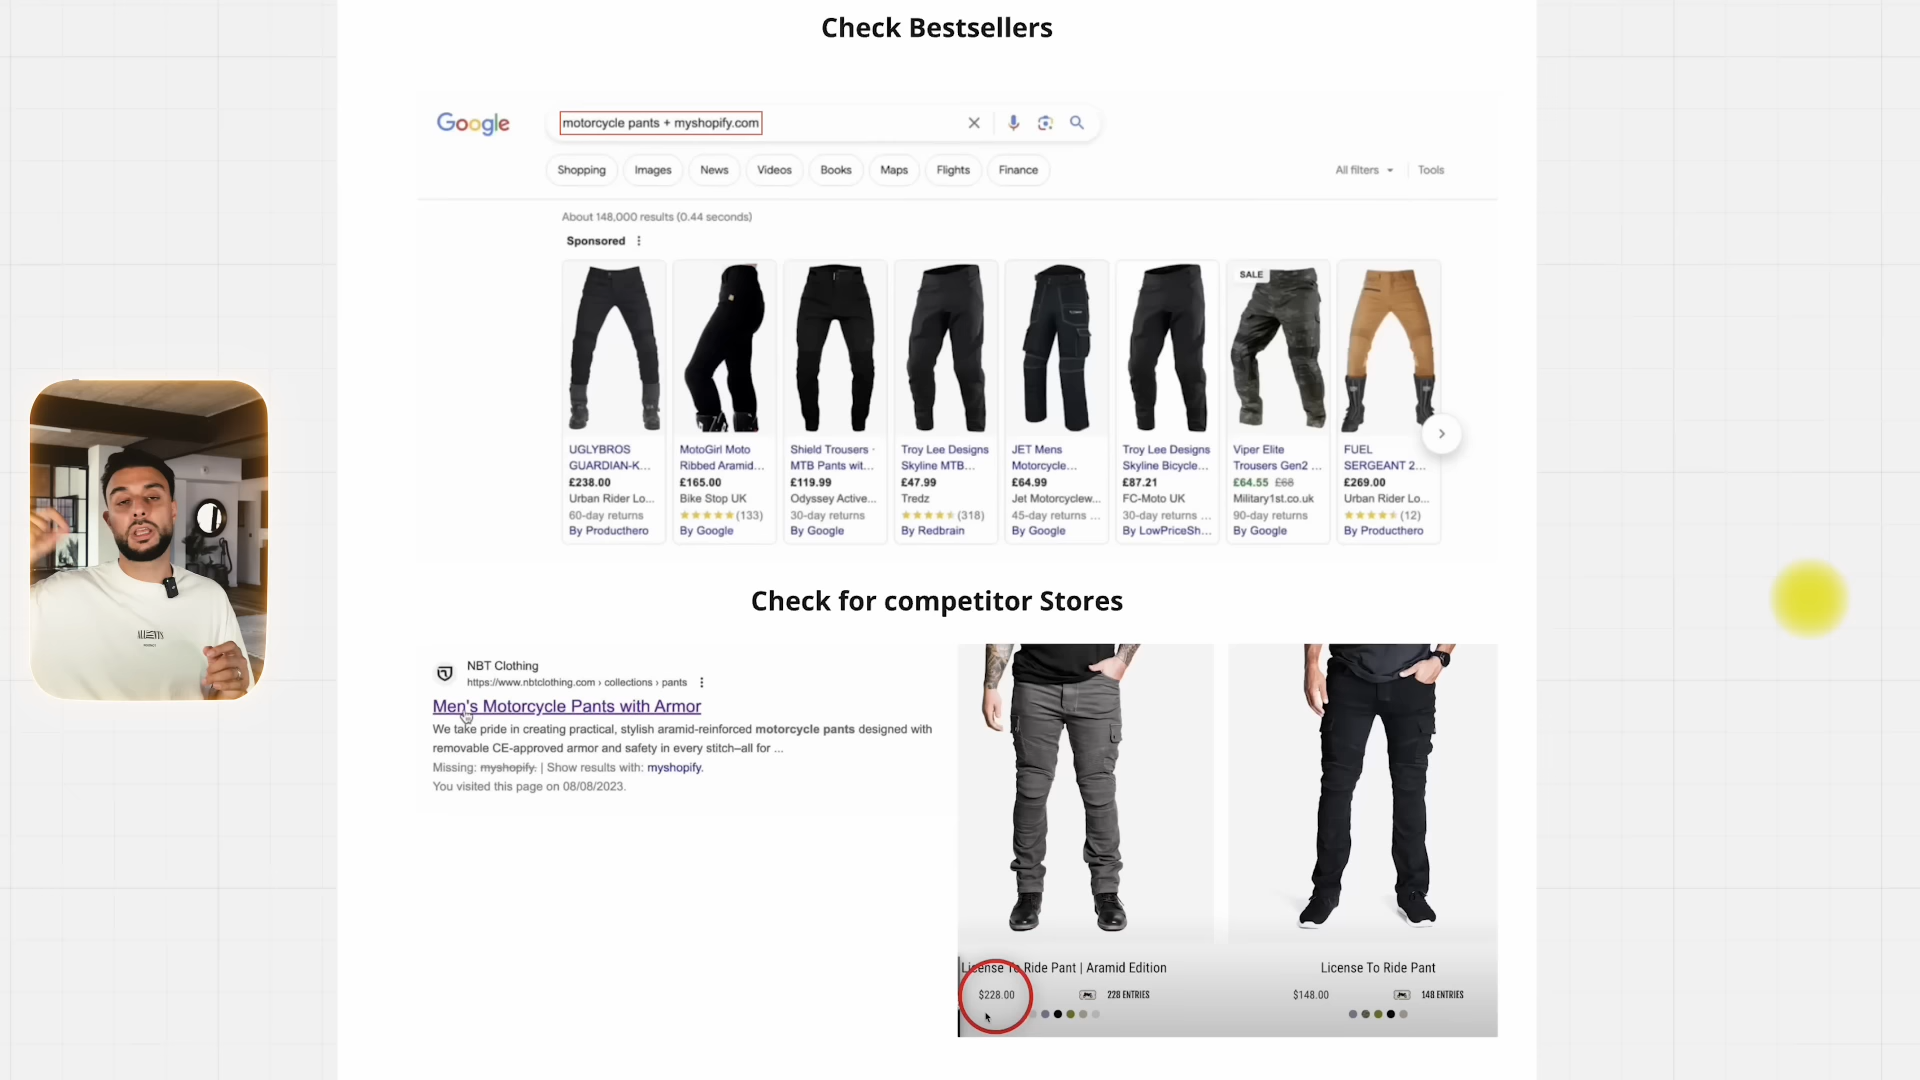 Check Bestsellers
Google
motorcycle pants + myshopify.com
Shopping
Images
News
Videos
Books
Maps
Flights
Finance
All filters
Tools
About 148,000 results (0.44 seconds)
Sponsored
SALE
UGLYBROS
GUARDIAN-K...
£238.00
Urban Rider Lo...
60-day returns
By Producthero
MotoGirl Moto
Ribbed Aramid...
£165.00
Bike Stop UK
(133)
By Google
Shield Trousers ·
MTB Pants wit...
£119.99
Odyssey Active...
30-day returns
By Google
Troy Lee Designs
Skyline MTB...
£47.99
Tredz
(318)
By Redbrain
JET Mens
Motorcycle...
£64.99
Jet Motorcyclew...
45-day returns ...
By Google
Troy Lee Designs
Skyline Bicycle...
£87.21
FC-Moto UK
30-day returns ...
By LowPriceSh...
Viper Elite
Trousers Gen2 ...
£64.55 £68
Military1st.co.uk
90-day returns
By Google
FUEL
SERGEANT 2...
£269.00
Urban Rider Lo...
(12)
By Producthero
Check for competitor Stores
NBT Clothing
https://www.nbtclothing.com › collections › pants
Men's Motorcycle Pants with Armor
We take pride in creating practical, stylish aramid-reinforced motorcycle pants designed with
removable CE-approved armor and safety in every stitch–all for ...
Missing: myshopify. | Show results with: myshopify.
You visited this page on 08/08/2023.
License To Ride Pant | Aramid Edition
$228.00
228 ENTRIES
License To Ride Pant
$148.00
148 ENTRIES